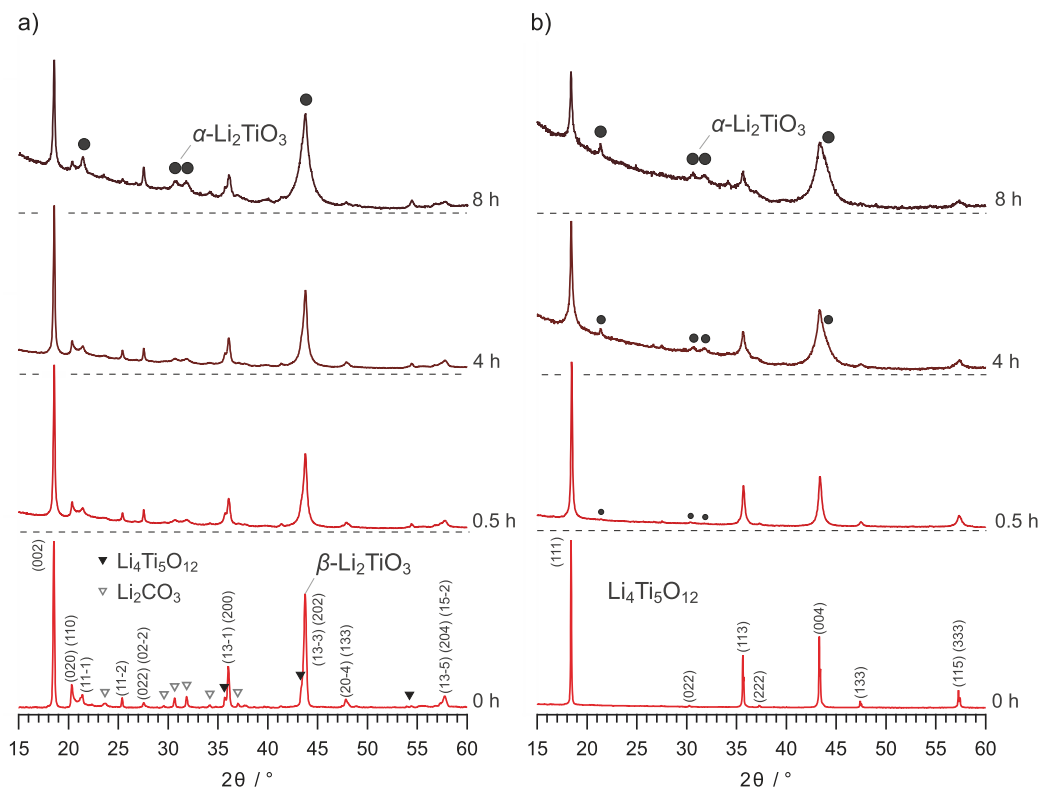 a)
α-Li2TiO3
8 h
4 h
0.5 h
(002)
Li4Ti5O12
Li2CO3
β-Li2TiO3
(020) (110)
(11-1)
(11-2)
(022) (02-2)
(13-1) (200)
(13-3) (202)
(20-4) (133)
(13-5) (204) (15-2)
0 h
15 20 25 30 35 40 45 50 55 60
2θ / °
b)
α-Li2TiO3
8 h
4 h
0.5 h
(111)
Li4Ti5O12
(022)
(113)
(222)
(004)
(133)
(115) (333)
0 h
15 20 25 30 35 40 45 50 55 60
2θ / °